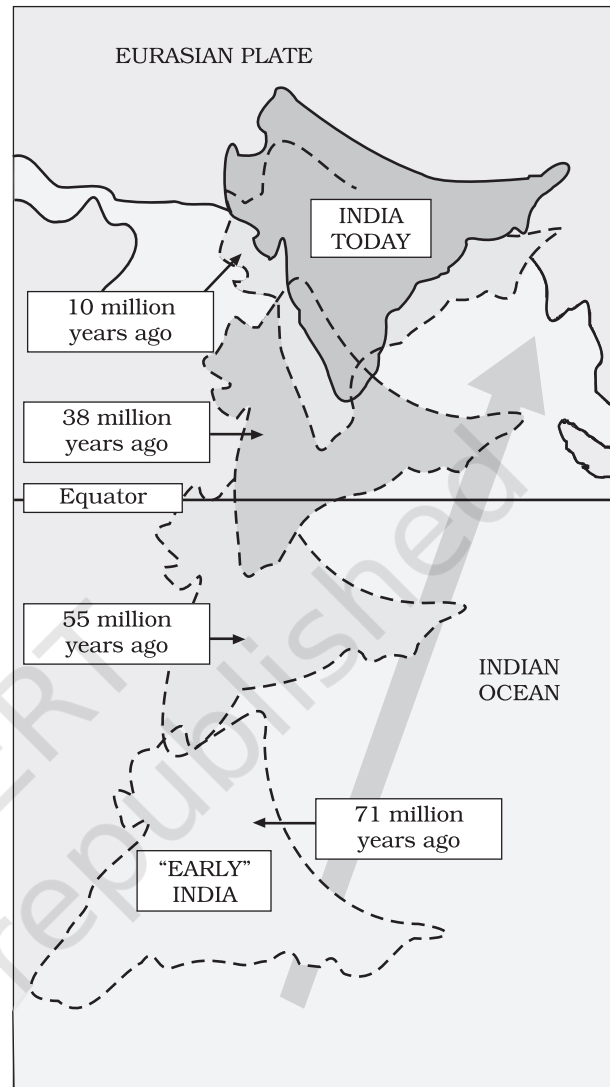 EURASIAN PLATE
INDIA
TODAY
10 million
years ago
38 million
years ago
Equator
55 million
years ago
INDIAN
OCEAN
71 million
years ago
“EARLY”
INDIA
republished